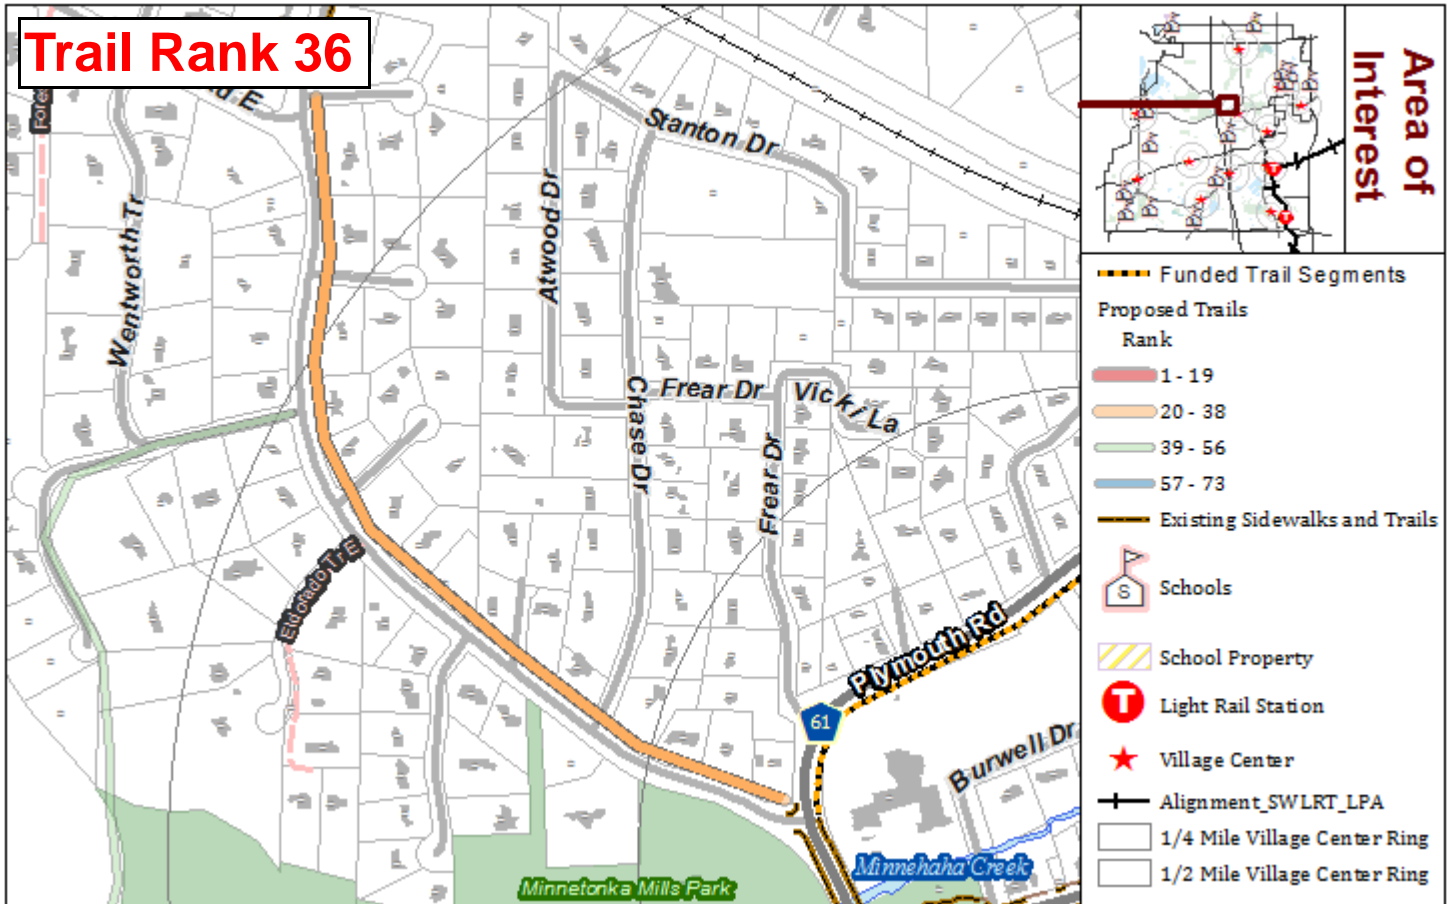 Trail Rank 36
d E
Fores
Stanton Dr
Wentworth Tr
Atwood Dr
Chase Dr
Frear Dr
Vicki La
Frear Dr
Eldorado Tr E
Plymouth Rd
61
Burwell Dr
Minnehaha Creek
Minnetonka Mills Park
Area of
Interest
T
T
Funded Trail Segments
Proposed Trails
Rank
1 - 19
20 - 38
39 - 56
57 - 73
Existing Sidewalks and Trails
S
Schools
School Property
T
Light Rail Station
Village Center
Alignment_SWLRT_LPA
1/4 Mile Village Center Ring
1/2 Mile Village Center Ring